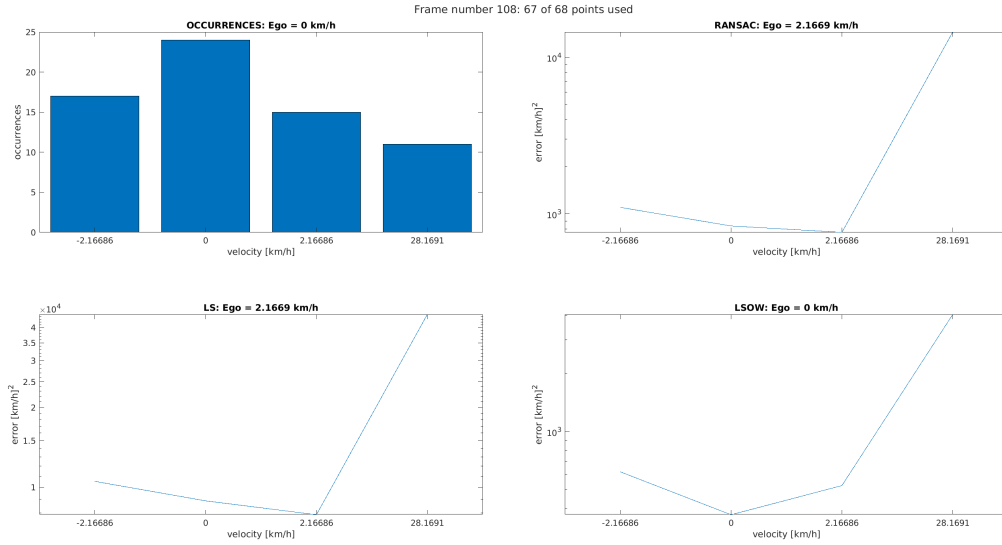 Frame number 108: 67 of 68 points used
OCCURRENCES: Ego = 0 km/h
25
20
15
10
5
0
occurrences
-2.16686 0 2.16686 28.1691
velocity [km/h]
RANSAC: Ego = 2.1669 km/h
10^4
10^3
error [km/h]^2
-2.16686 0 2.16686 28.1691
velocity [km/h]
LS: Ego = 2.1669 km/h
×10^4
4
3.5
3
2.5
2
1.5
1
error [km/h]^2
-2.16686 0 2.16686 28.1691
velocity [km/h]
LSOW: Ego = 0 km/h
10^3
error [km/h]^2
-2.16686 0 2.16686 28.1691
velocity [km/h]